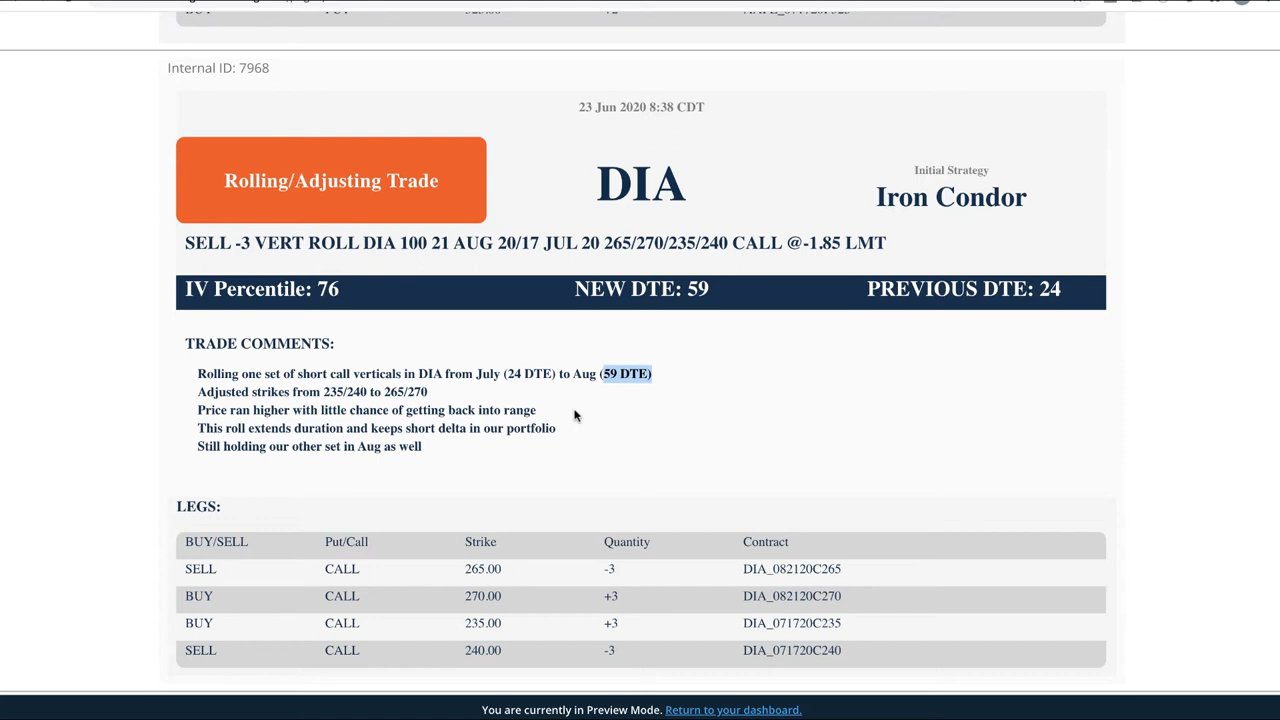 Internal ID: 7968
23 Jun 2020 8:38 CDT
Rolling/Adjusting Trade
DIA
Initial Strategy
Iron Condor
SELL -3 VERT ROLL DIA 100 21 AUG 20/17 JUL 20 265/270/235/240 CALL @-1.85 LMT
IV Percentile: 76 NEW DTE: 59 PREVIOUS DTE: 24
TRADE COMMENTS:
Rolling one set of short call verticals in DIA from July (24 DTE) to Aug (59 DTE)
Adjusted strikes from 235/240 to 265/270
Price ran higher with little chance of getting back into range
This roll extends duration and keeps short delta in our portfolio
Still holding our other set in Aug as well
LEGS:
BUY/SELL Put/Call Strike Quantity Contract
SELL CALL 265.00 -3 DIA_082120C265
BUY CALL 270.00 +3 DIA_082120C270
BUY CALL 235.00 +3 DIA_071720C235
SELL CALL 240.00 -3 DIA_071720C240
You are currently in Preview Mode. Return to your dashboard.